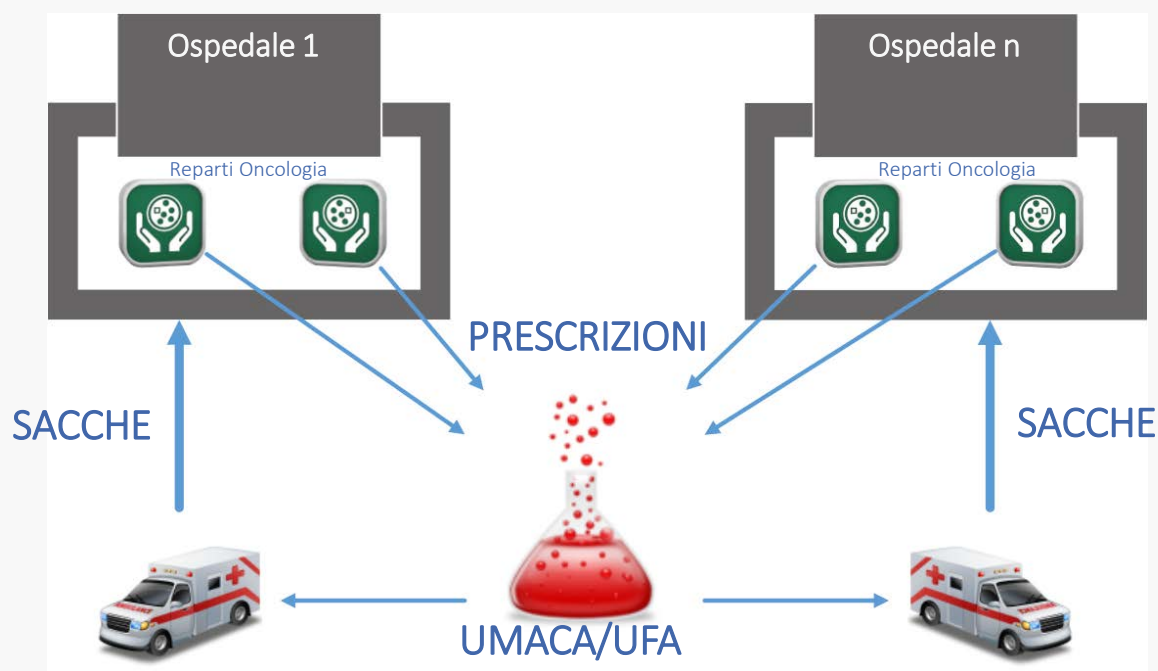 Ospedale 1
Ospedale n
Reparti Oncologia
Reparti Oncologia
PRESCRIZIONI
SACCHE
SACCHE
UMACA/UFA